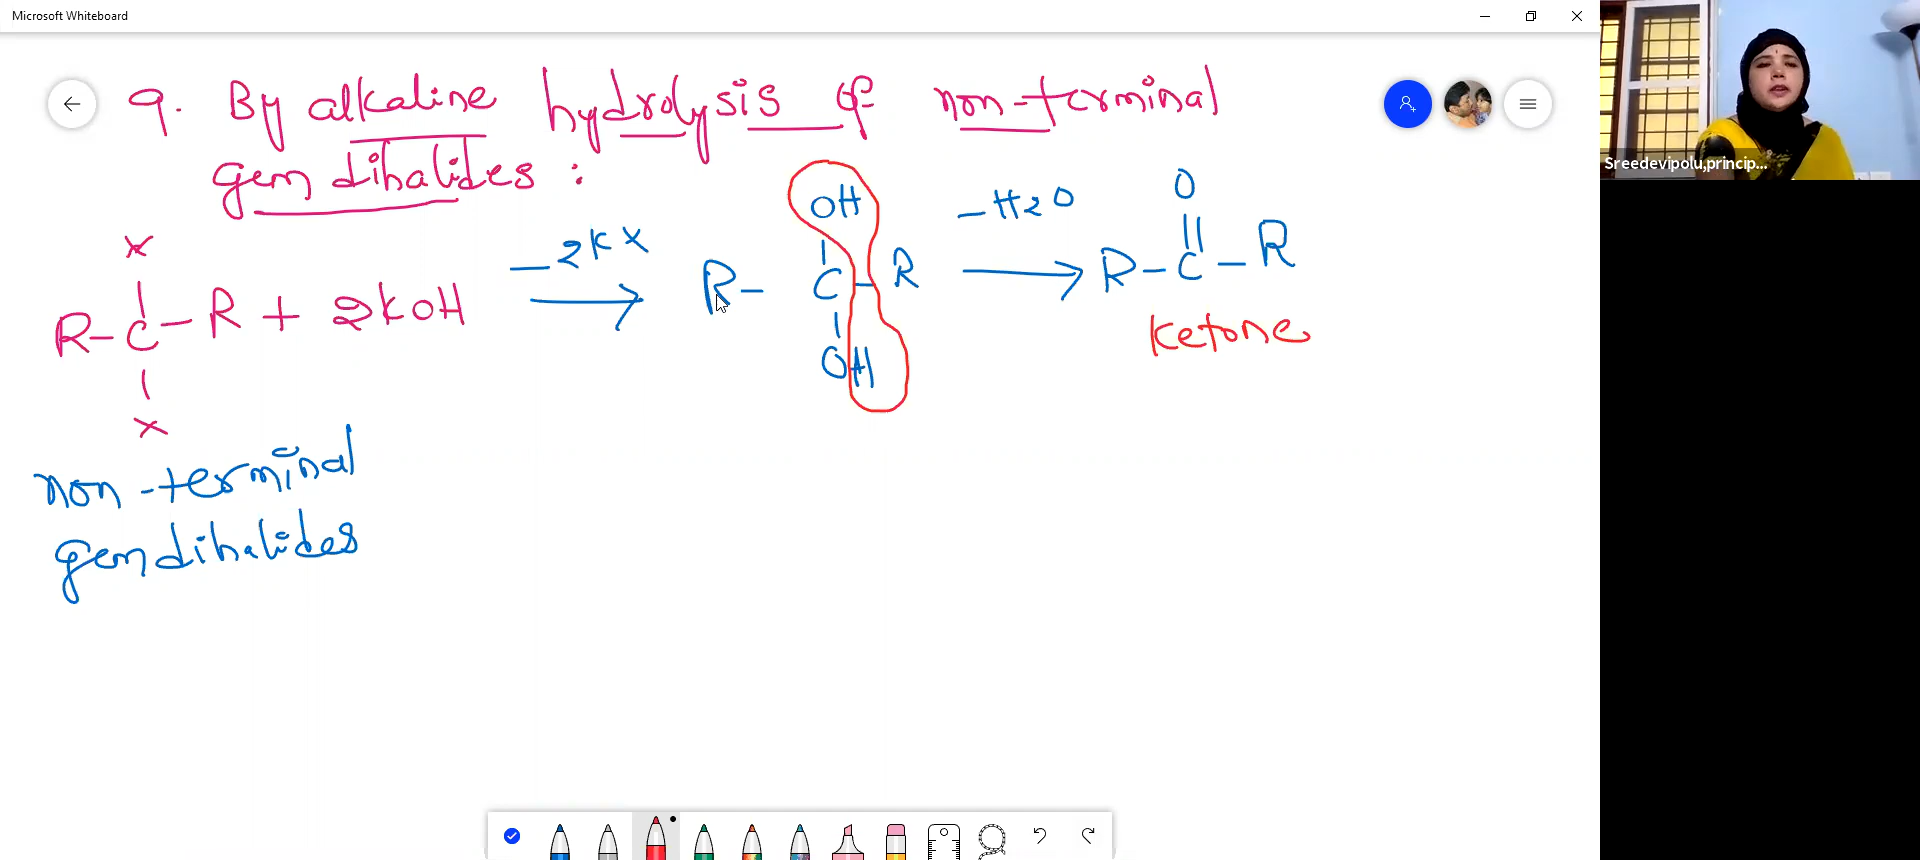 Microsoft Whiteboard
9. By alkaline hydrolysis of non-terminal
gem dihalides :
Sreedevipolu,princip...
X
R-C-R + 2KOH
X
-2KX
OH
R-C-R
OH
-H2O
O
R-C-R
ketone
non-terminal
gemdihalides